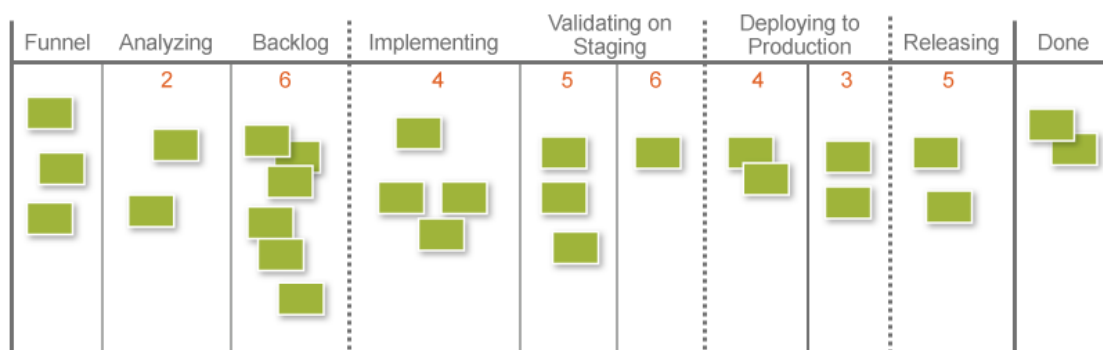 Funnel
Analyzing
Backlog
Implementing
Validating on
Staging
Deploying to
Production
Releasing
Done
2
6
4
5
6
4
3
5